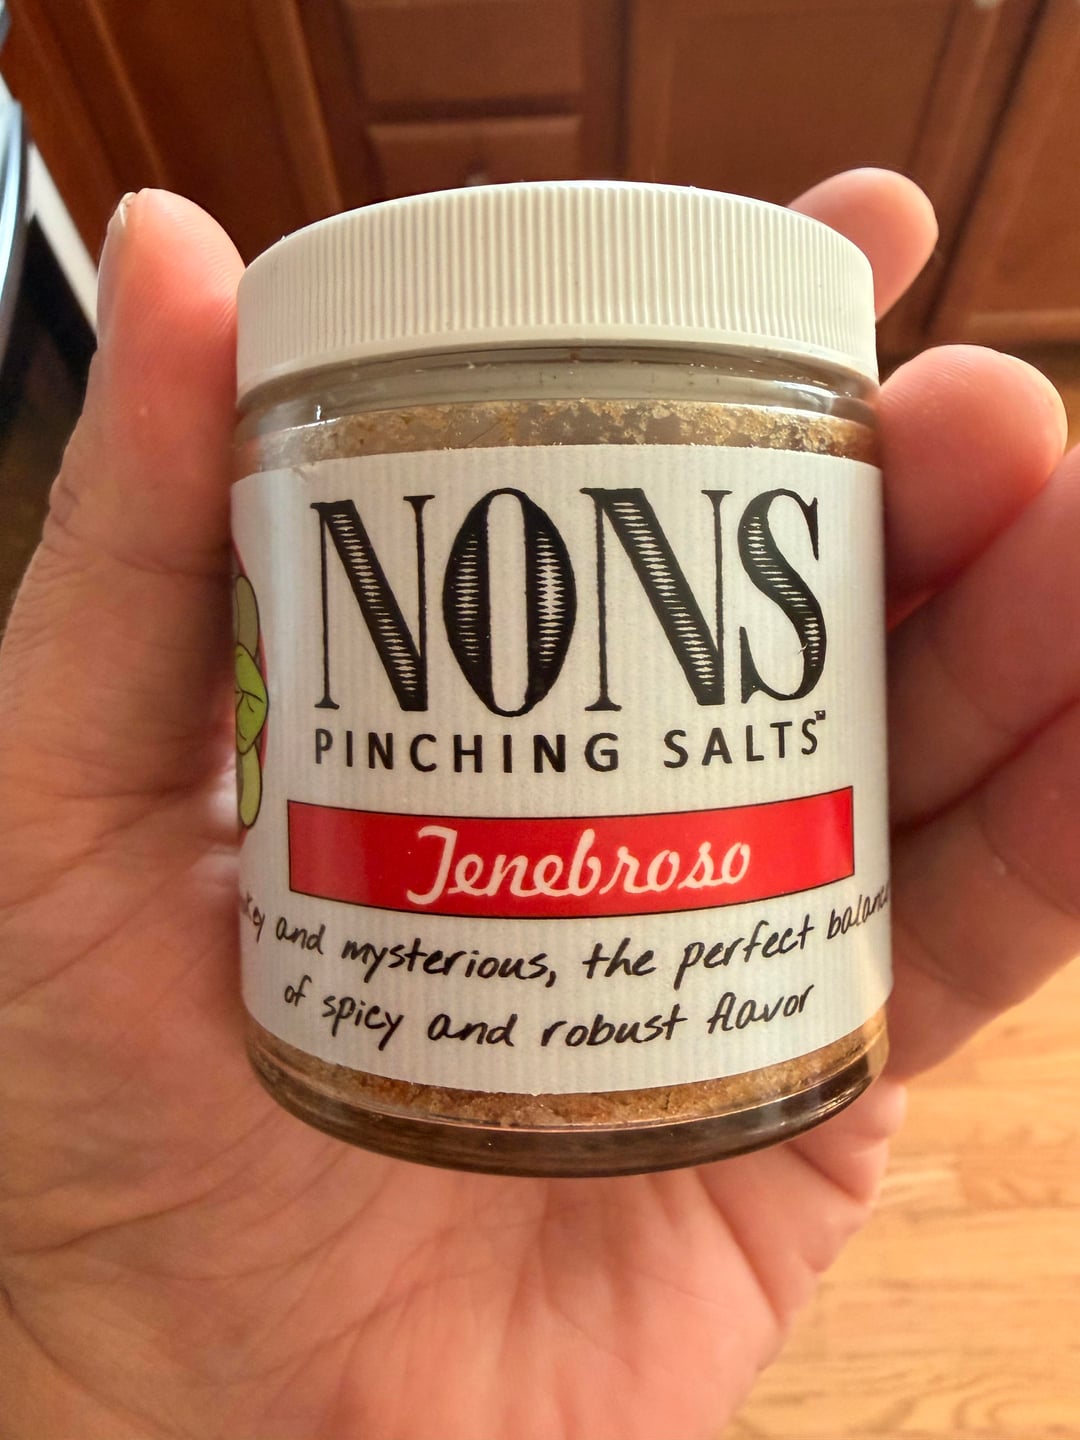 NONS
PINCHING SALTS™
Tenebroso
and mysterious, the perfect
of spicy and robust flavor